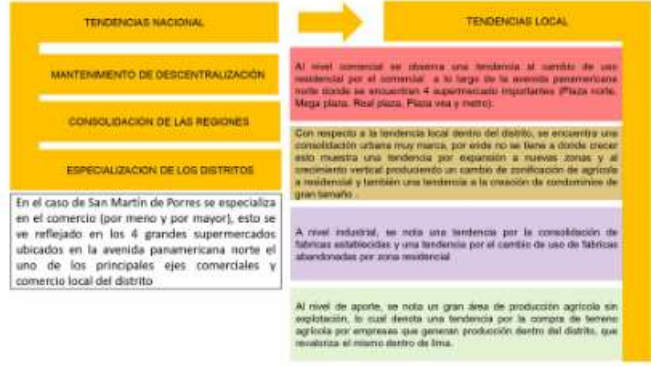 TENDENCIAS NACIONAL
MANTENIMIENTO DE DESCENTRALIZACIÓN
CONSOLIDACIÓN DE LAS REGIONES
ESPECIALIZACION DE LOS DISTRITOS
En el caso de San Martín de Porres se especializa
en el comercio (por meno y por mayor), esto se
ve reflejado en los 4 grandes supermercados
ubicados en la avenida panamericana norte el
uno de los principales ejes comerciales y
comercio local del distrito
TENDENCIAS LOCAL
Al nivel comercial se observa una tendencia al cambio de uso
residencial por el comercial a lo largo de la avenida panamericana
norte donde se encuentran 4 supermercado importantes (Plaza norte,
Mega plaza, Real plaza, Plaza vea y metro).
Con respecto a la tendencia local dentro del distrito, se encuentra una
consolidación urbana muy marca, por ende no se tiene a donde crecer
esto muestra una tendencia por expansión a nuevas zonas y al
crecimiento vertical produciendo un cambio de zonificación de agrícola
a residencial y también una tendencia a la creación de condominios de
gran tamaño .
A nivel industrial, se nota una tendencia por la consolidación de
fabricas establecidas y una tendencia por el cambio de uso de fabricas
abandonadas por zona residencial
Al nivel de aporte, se nota un gran área de producción agrícola sin
explotación, lo cual denota una tendencia por la compra de terreno
agrícola por empresas que generan producción dentro del distrito, que
revaloriza el mismo dentro de lima.